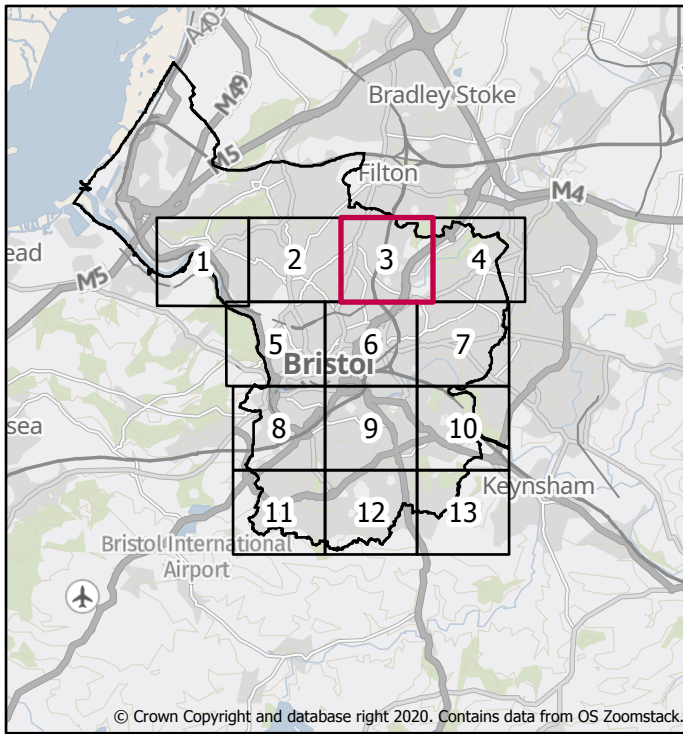 A403
M49
Bradley Stoke
M5
Filton
M4
ead
1
2
3
4
M5
5
6
7
Bristol
sea
8
9
10
Keynsham
11
12
13
Bristol International
Airport
© Crown Copyright and database right 2020. Contains data from OS Zoomstack.